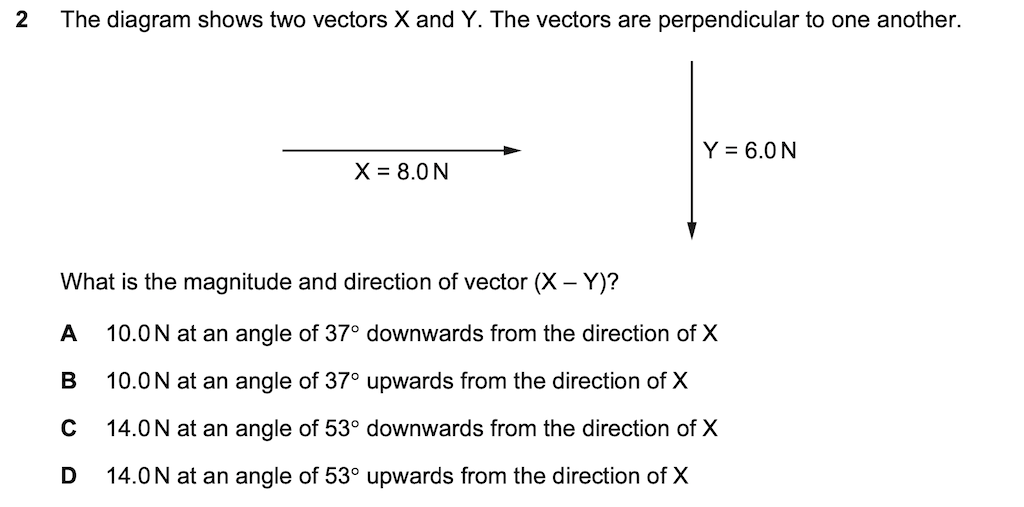 2 The diagram shows two vectors X and Y. The vectors are perpendicular to one another.
Y = 6.0 N
X = 8.0 N
What is the magnitude and direction of vector (X – Y)?
A 10.0 N at an angle of 37° downwards from the direction of X
B 10.0 N at an angle of 37° upwards from the direction of X
C 14.0 N at an angle of 53° downwards from the direction of X
D 14.0 N at an angle of 53° upwards from the direction of X